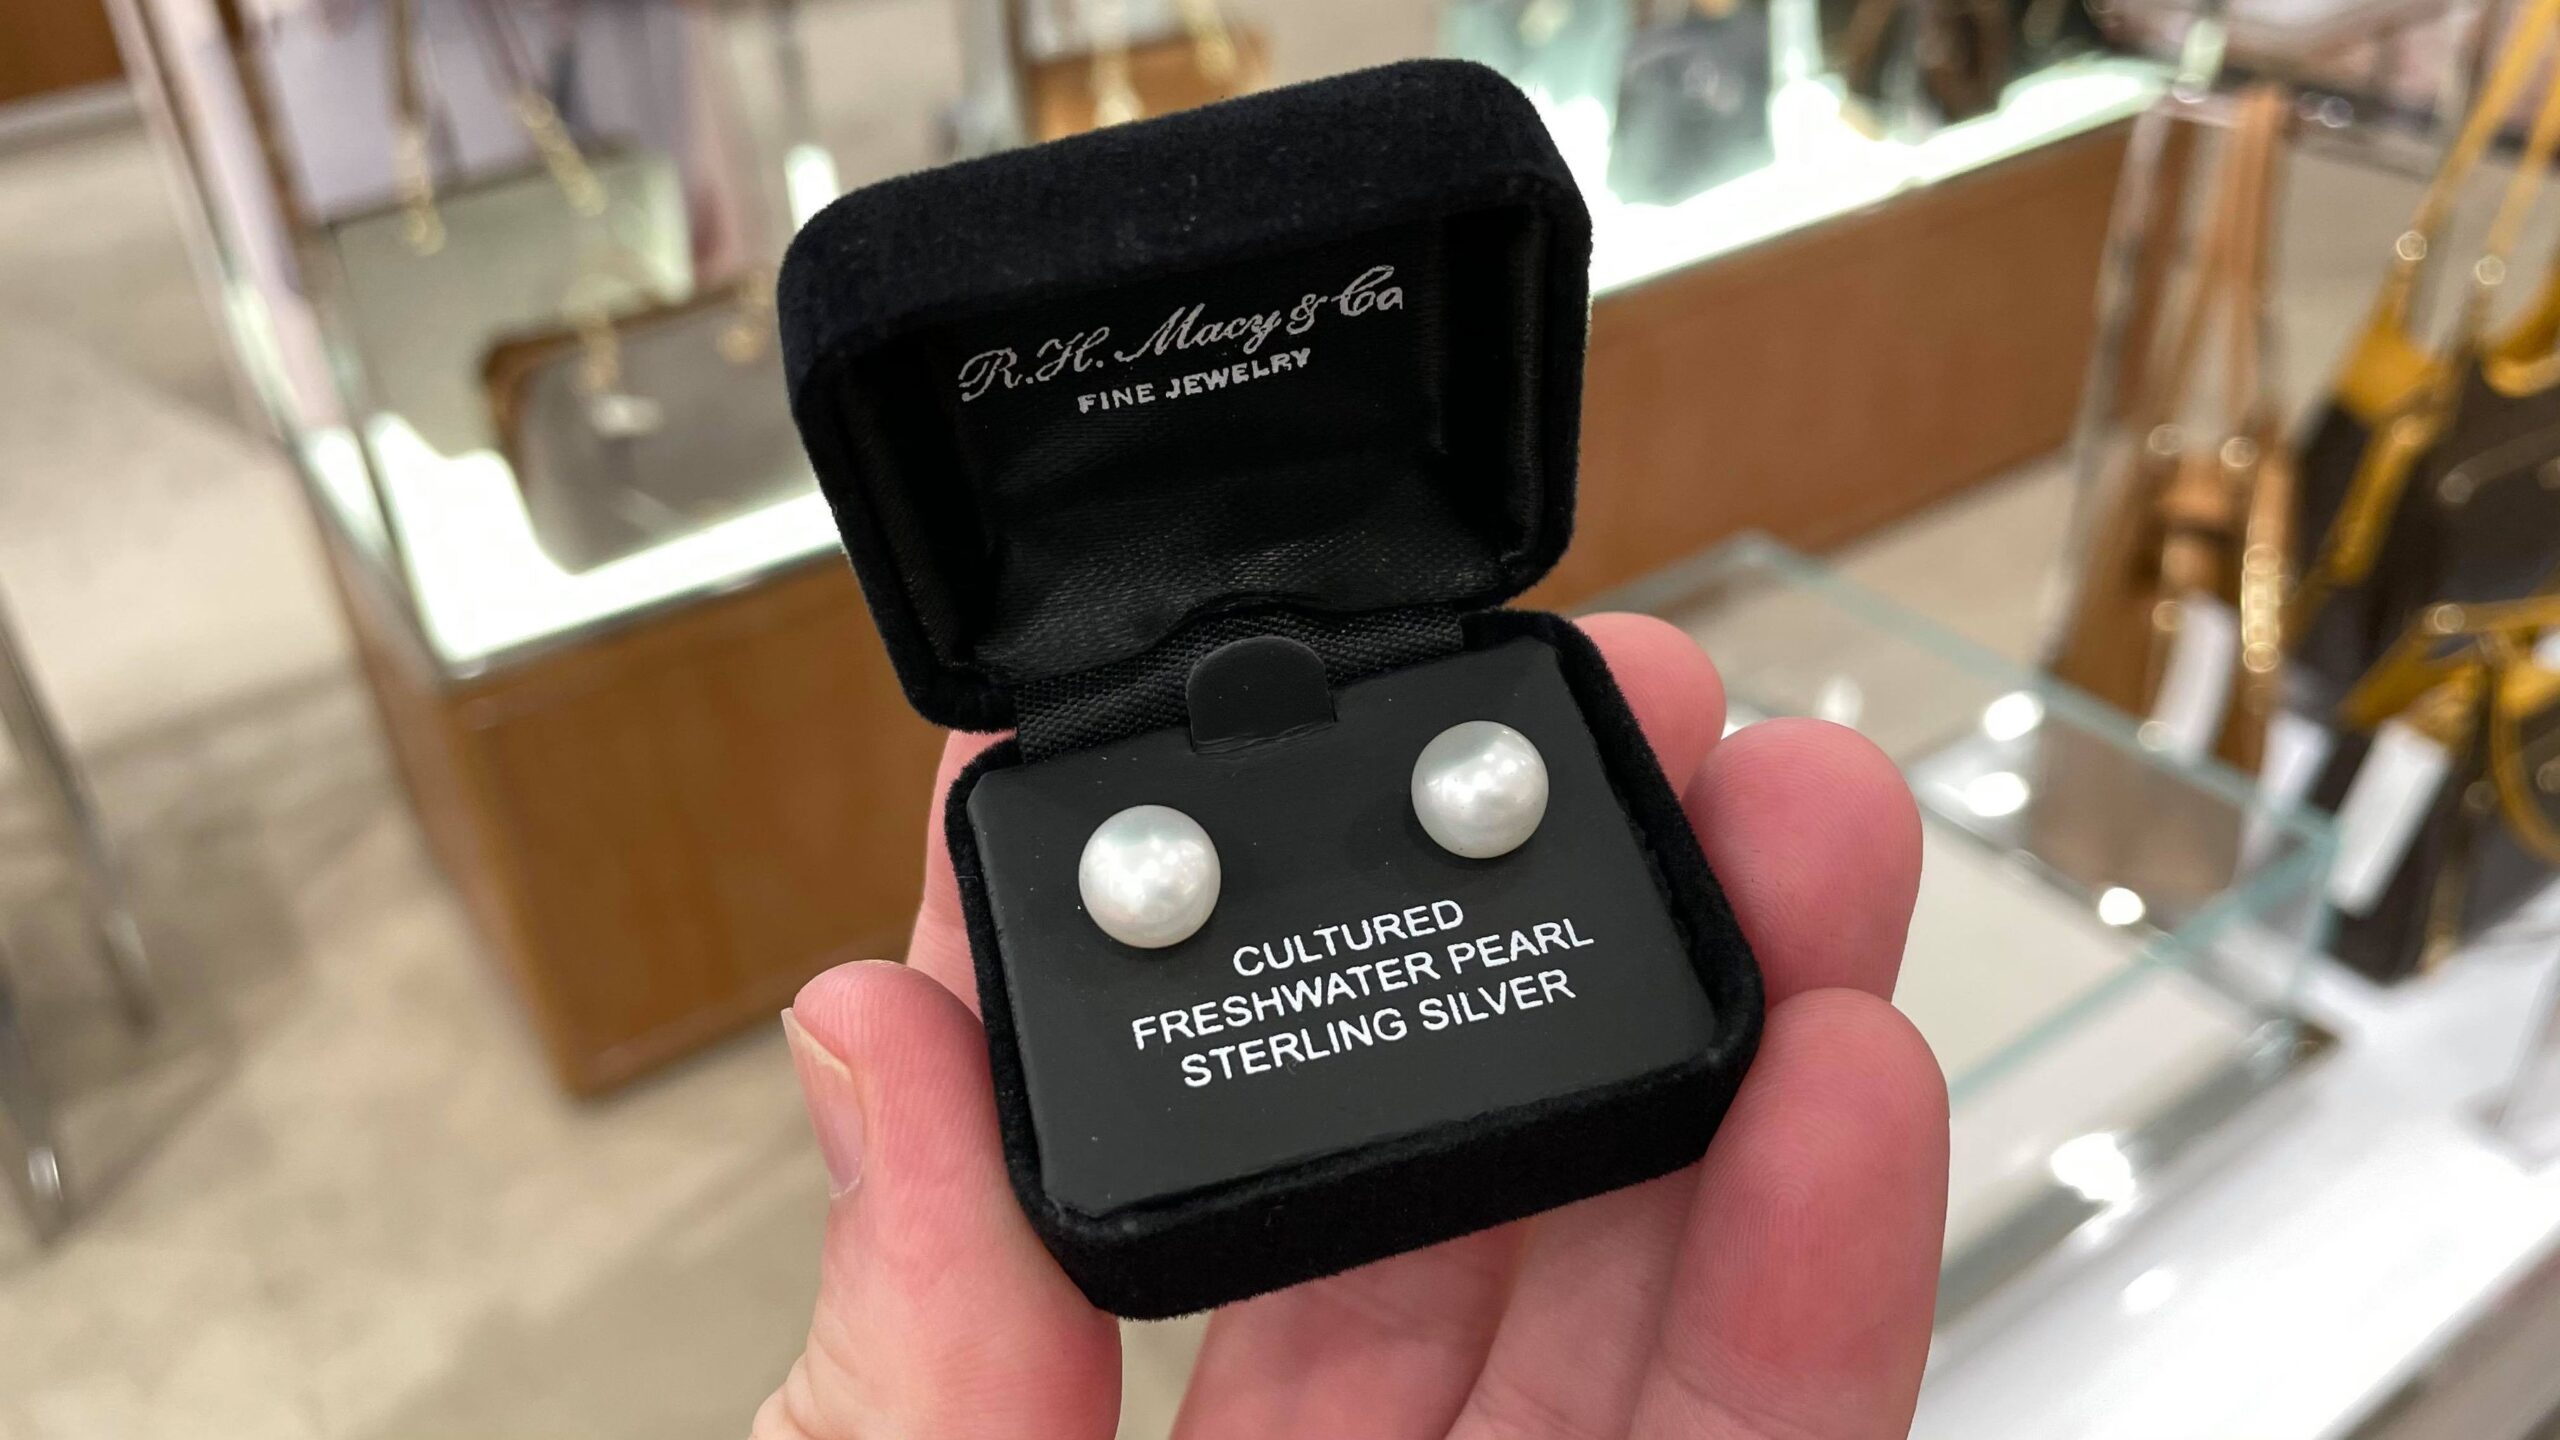 R.H. Macy & Co
FINE JEWELRY
CULTURED
FRESHWATER PEARL
STERLING SILVER